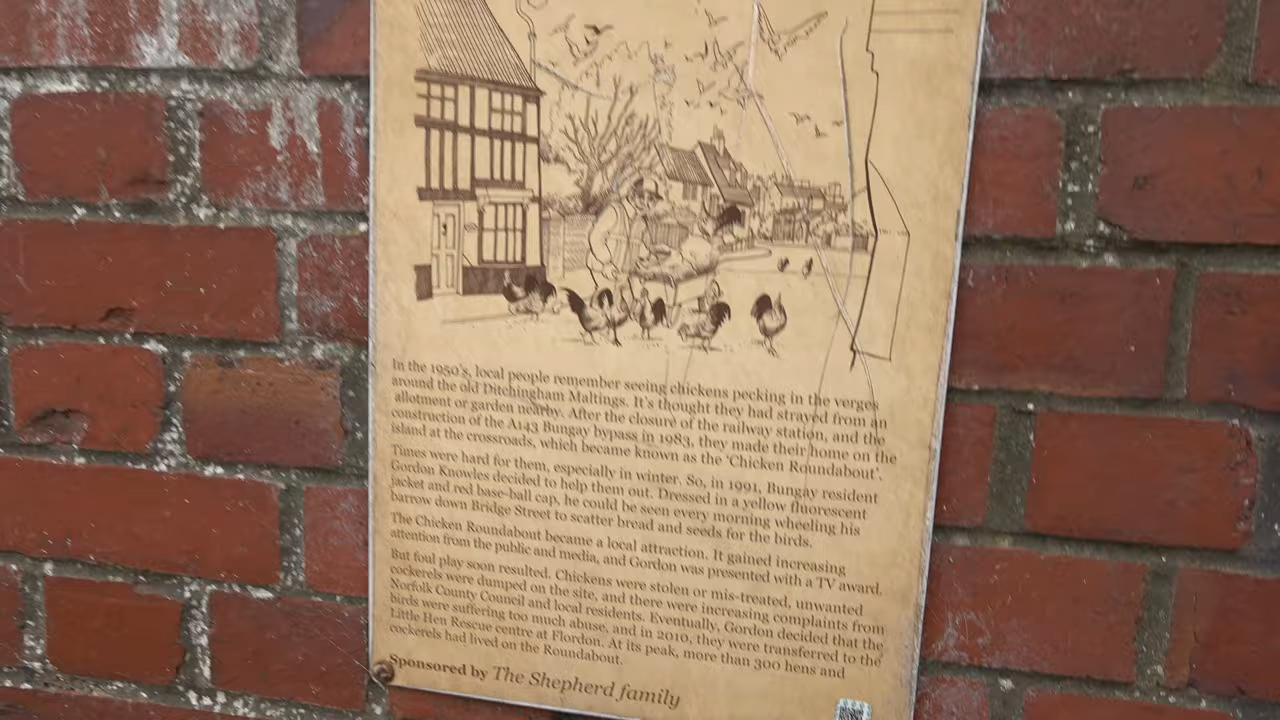 In the 1950's, local people remember seeing chickens pecking in the verges
around the old Ditchingham Maltings. It's thought they had strayed from an
allotment or garden nearby. After the closure of the railway station, and the
construction of the A143 Bungay bypass in 1983, they made their home on the
island at the crossroads, which became known as the 'Chicken Roundabout'.
Times were hard for them, especially in winter. So, in 1991, Bungay resident
Gordon Knowles decided to help them out. Dressed in a yellow fluorescent
jacket and red base-ball cap, he could be seen every morning wheeling his
barrow down Bridge Street to scatter bread and seeds for the birds.
The Chicken Roundabout became a local attraction. It gained increasing
attention from the public and media, and Gordon was presented with a TV award.
But foul play soon resulted. Chickens were stolen or mis-treated, unwanted
cockerels were dumped on the site, and there were increasing complaints from
Norfolk County Council and local residents. Eventually, Gordon decided that the
birds were suffering too much abuse, and in 2010, they were transferred to the
Little Hen Rescue centre at Flordon. At its peak, more than 300 hens and
cockerels had lived on the Roundabout.
Sponsored by The Shepherd family